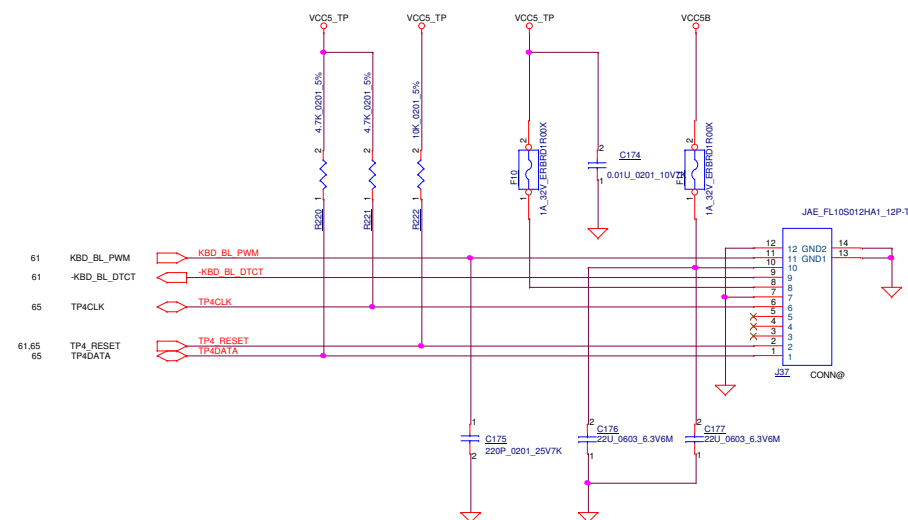 VCC5_TP
VCC5_TP
VCC5_TP
VCC5B
4.7K_0201_5%
4.7K_0201_5%
10K_0201_5%
2
2
2
1
1
1
R220
R221
R222
2
F10
1
1A_32V_ERBRD1R00X
2
C174
0.01U_0201_10V7K
1
2
1
1A_32V_ERBRD1R00X
JAE_FL10S012HA1_12P-T
61 KBD_BL_PWM KBD_BL_PWM
61 -KBD_BL_DTCT -KBD_BL_DTCT
65 TP4CLK TP4CLK
61,65 TP4_RESET TP4_RESET
65 TP4DATA TP4DATA
12 12 GND2 14
11 11 GND1 13
10 10
9 9
8 8
7 7
6 6
5 5
4 4
3 3
2 2
1 1
J37 CONN@
1
C175
220P_0201_25V7K
2
2
C176
22U_0603_6.3V6M
1
2
C177
22U_0603_6.3V6M
1